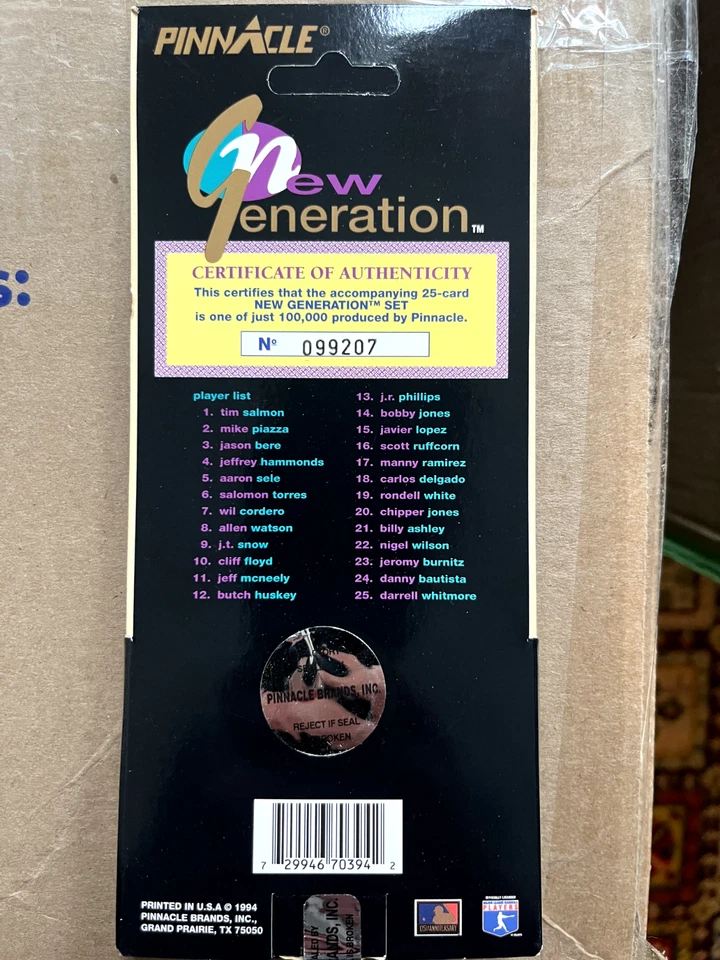 PINNACLE®
new
Generation™
CERTIFICATE OF AUTHENTICITY
This certifies that the accompanying 25-card
NEW GENERATION™ SET
is one of just 100,000 produced by Pinnacle.
Nº 099207
player list
1. tim salmon
2. mike piazza
3. jason bere
4. jeffrey hammonds
5. aaron sele
6. salomon torres
7. wil cordero
8. allen watson
9. j.t. snow
10. cliff floyd
11. jeff mcneely
12. butch huskey
13. j.r. phillips
14. bobby jones
15. javier lopez
16. scott ruffcorn
17. manny ramirez
18. carlos delgado
19. rondell white
20. chipper jones
21. billy ashley
22. nigel wilson
23. jeromy burnitz
24. danny bautista
25. darrell whitmore
PINNACLE BRANDS, INC.
REJECT IF SEAL
BROKEN
7 29946 70394 2
PRINTED IN U.S.A © 1994
PINNACLE BRANDS, INC.,
GRAND PRAIRIE, TX 75050
NDS, INC.
IS BROKEN
PLAYERS
s: